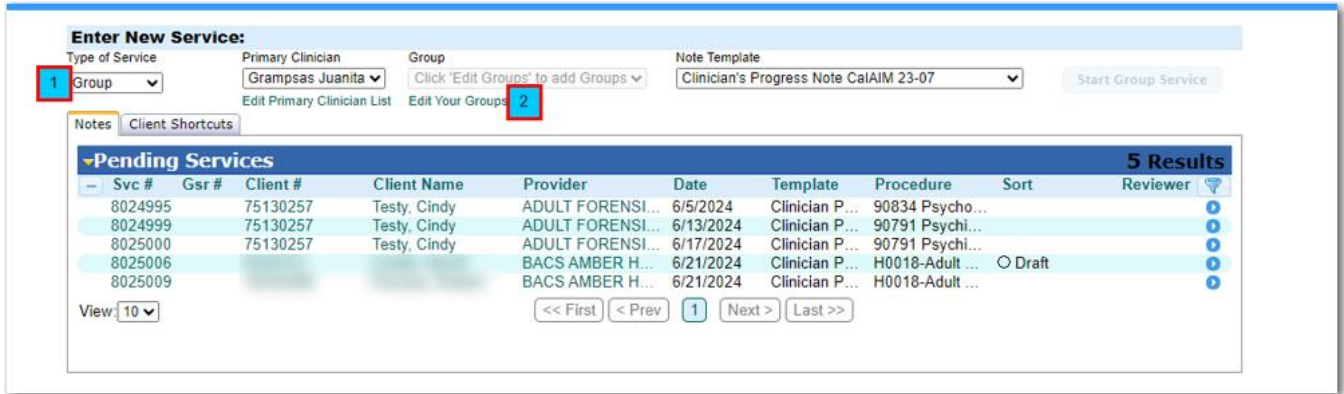 Enter New Service:
Type of Service Primary Clinician Group Note Template
1 Group Grampsas Juanita Click 'Edit Groups' to add Groups Clinician's Progress Note CalAIM 23-07 Start Group Service
Edit Primary Clinician List Edit Your Groups 2
Notes Client Shortcuts
Pending Services 5 Results
Svc # Gsr # Client # Client Name Provider Date Template Procedure Sort Reviewer
8024995 75130257 Testy, Cindy ADULT FORENSI... 6/5/2024 Clinician P... 90834 Psycho...
8024999 75130257 Testy, Cindy ADULT FORENSI... 6/13/2024 Clinician P... 90791 Psychi...
8025000 75130257 Testy, Cindy ADULT FORENSI... 6/17/2024 Clinician P... 90791 Psychi...
8025006 BACS AMBER H... 6/21/2024 Clinician P... H0018-Adult ... Draft
8025009 BACS AMBER H... 6/21/2024 Clinician P... H0018-Adult ...
View: 10 << First < Prev 1 Next > Last >>